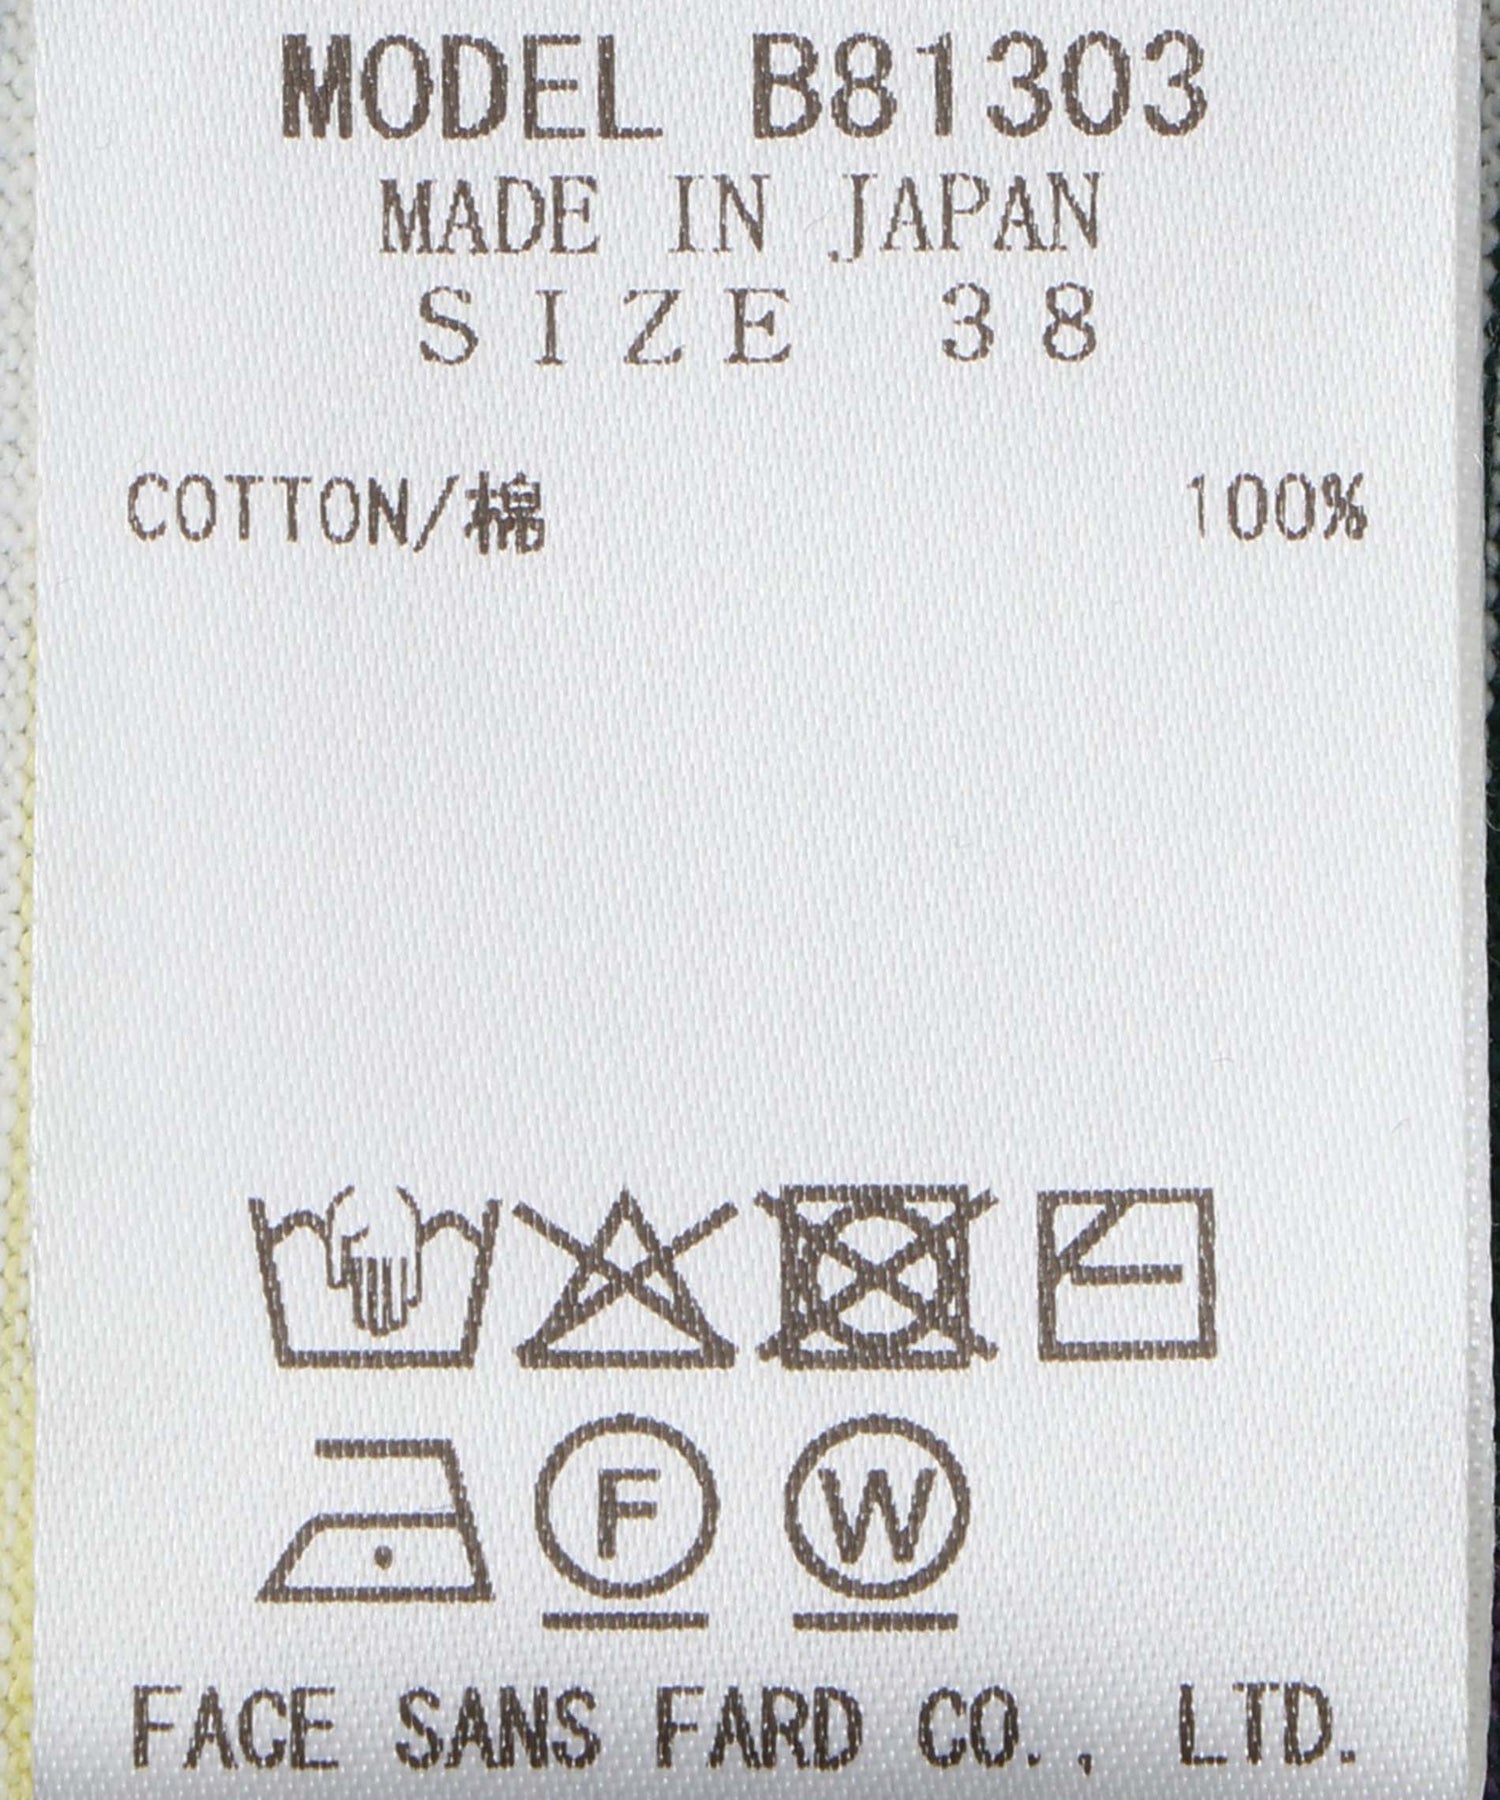 MODEL B81303
MADE IN JAPAN
SIZE 38
COTTON/棉 100%
F W
FACE SANS FARD CO., LTD.